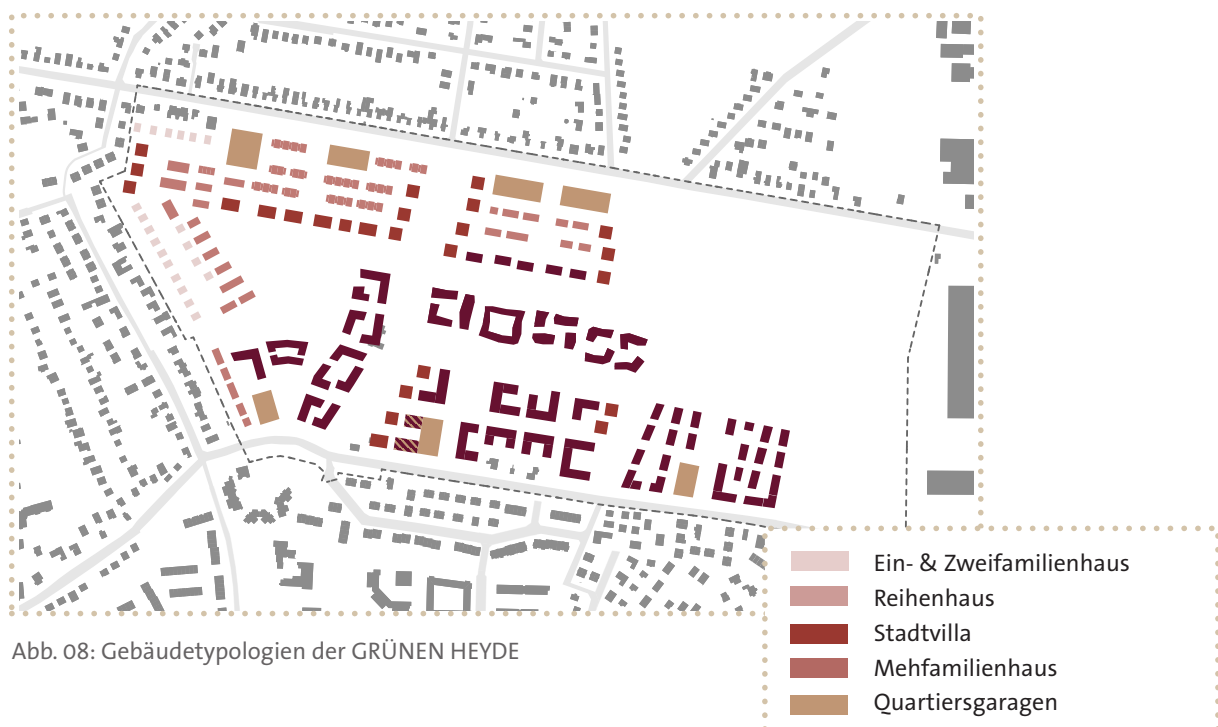 Ein- & Zweifamilienhaus
Reihenhaus
Stadtvilla
Mehfamilienhaus
Quartiersgaragen
Abb. 08: Gebäudetypologien der GRÜNEN HEYDE